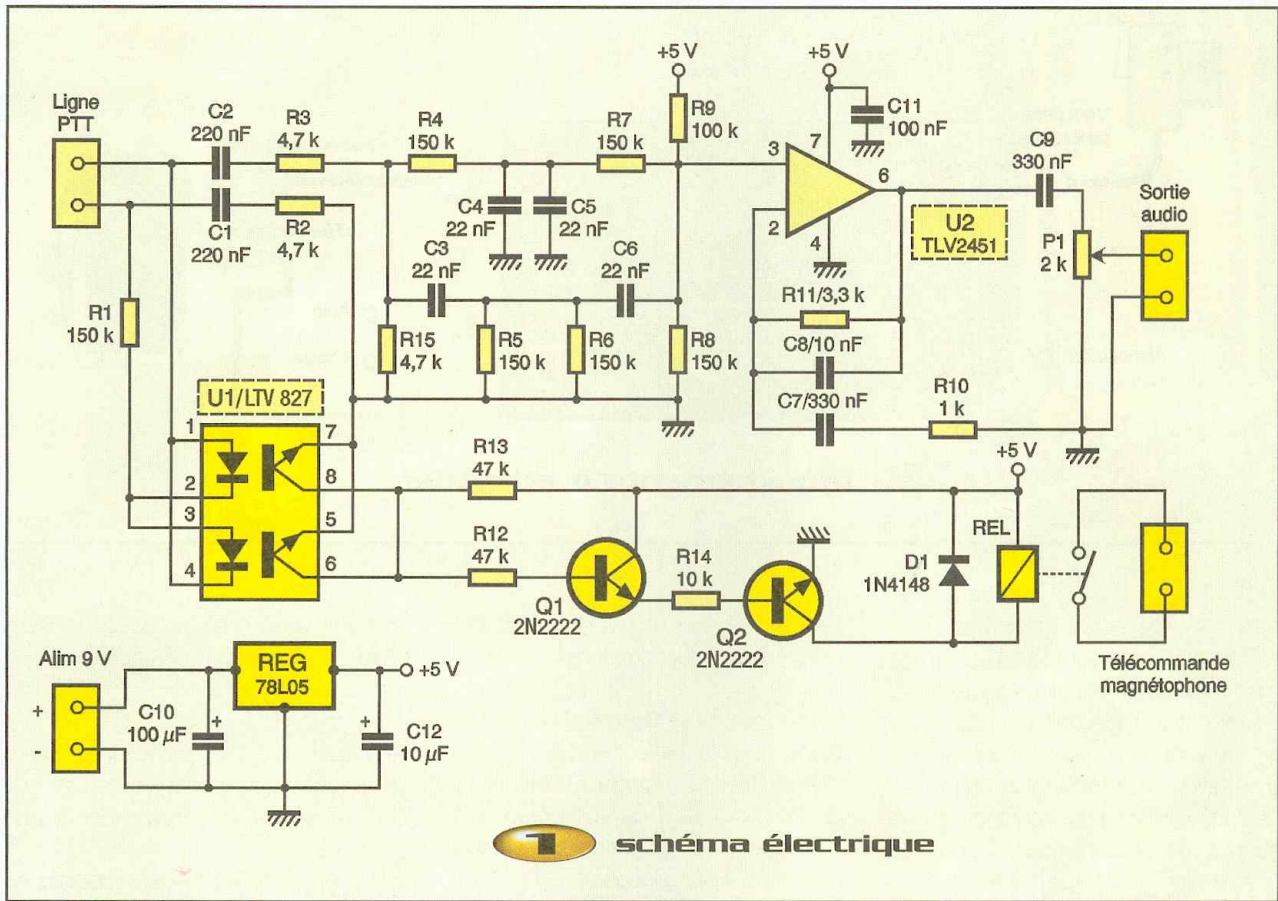 Ligne
PTT
C2
220 nF
R3
4,7 k
C1
220 nF
R2
4,7 k
R4
150 k
R7
150 k
+5 V
R9
100 k
C4
22 nF
C5
22 nF
C3
22 nF
C6
22 nF
R15
4,7 k
R5
150 k
R6
150 k
R8
150 k
R1
150 k
+5 V
C11
100 nF
3
7
2
4
6
U2
TLV2451
C9
330 nF
Sortie
audio
P1
2 k
R11/3,3 k
C8/10 nF
C7/330 nF
R10
1 k
U1/LTV 827
1
2
3
4
7
8
5
6
R13
47 k
R12
47 k
Q1
2N2222
R14
10 k
Q2
2N2222
+5 V
D1
1N4148
REL
Télécommande
magnétophone
Alim 9 V
+
-
C10
100 µF
+
REG
78L05
+5 V
+
C12
10 µF
1 schéma électrique